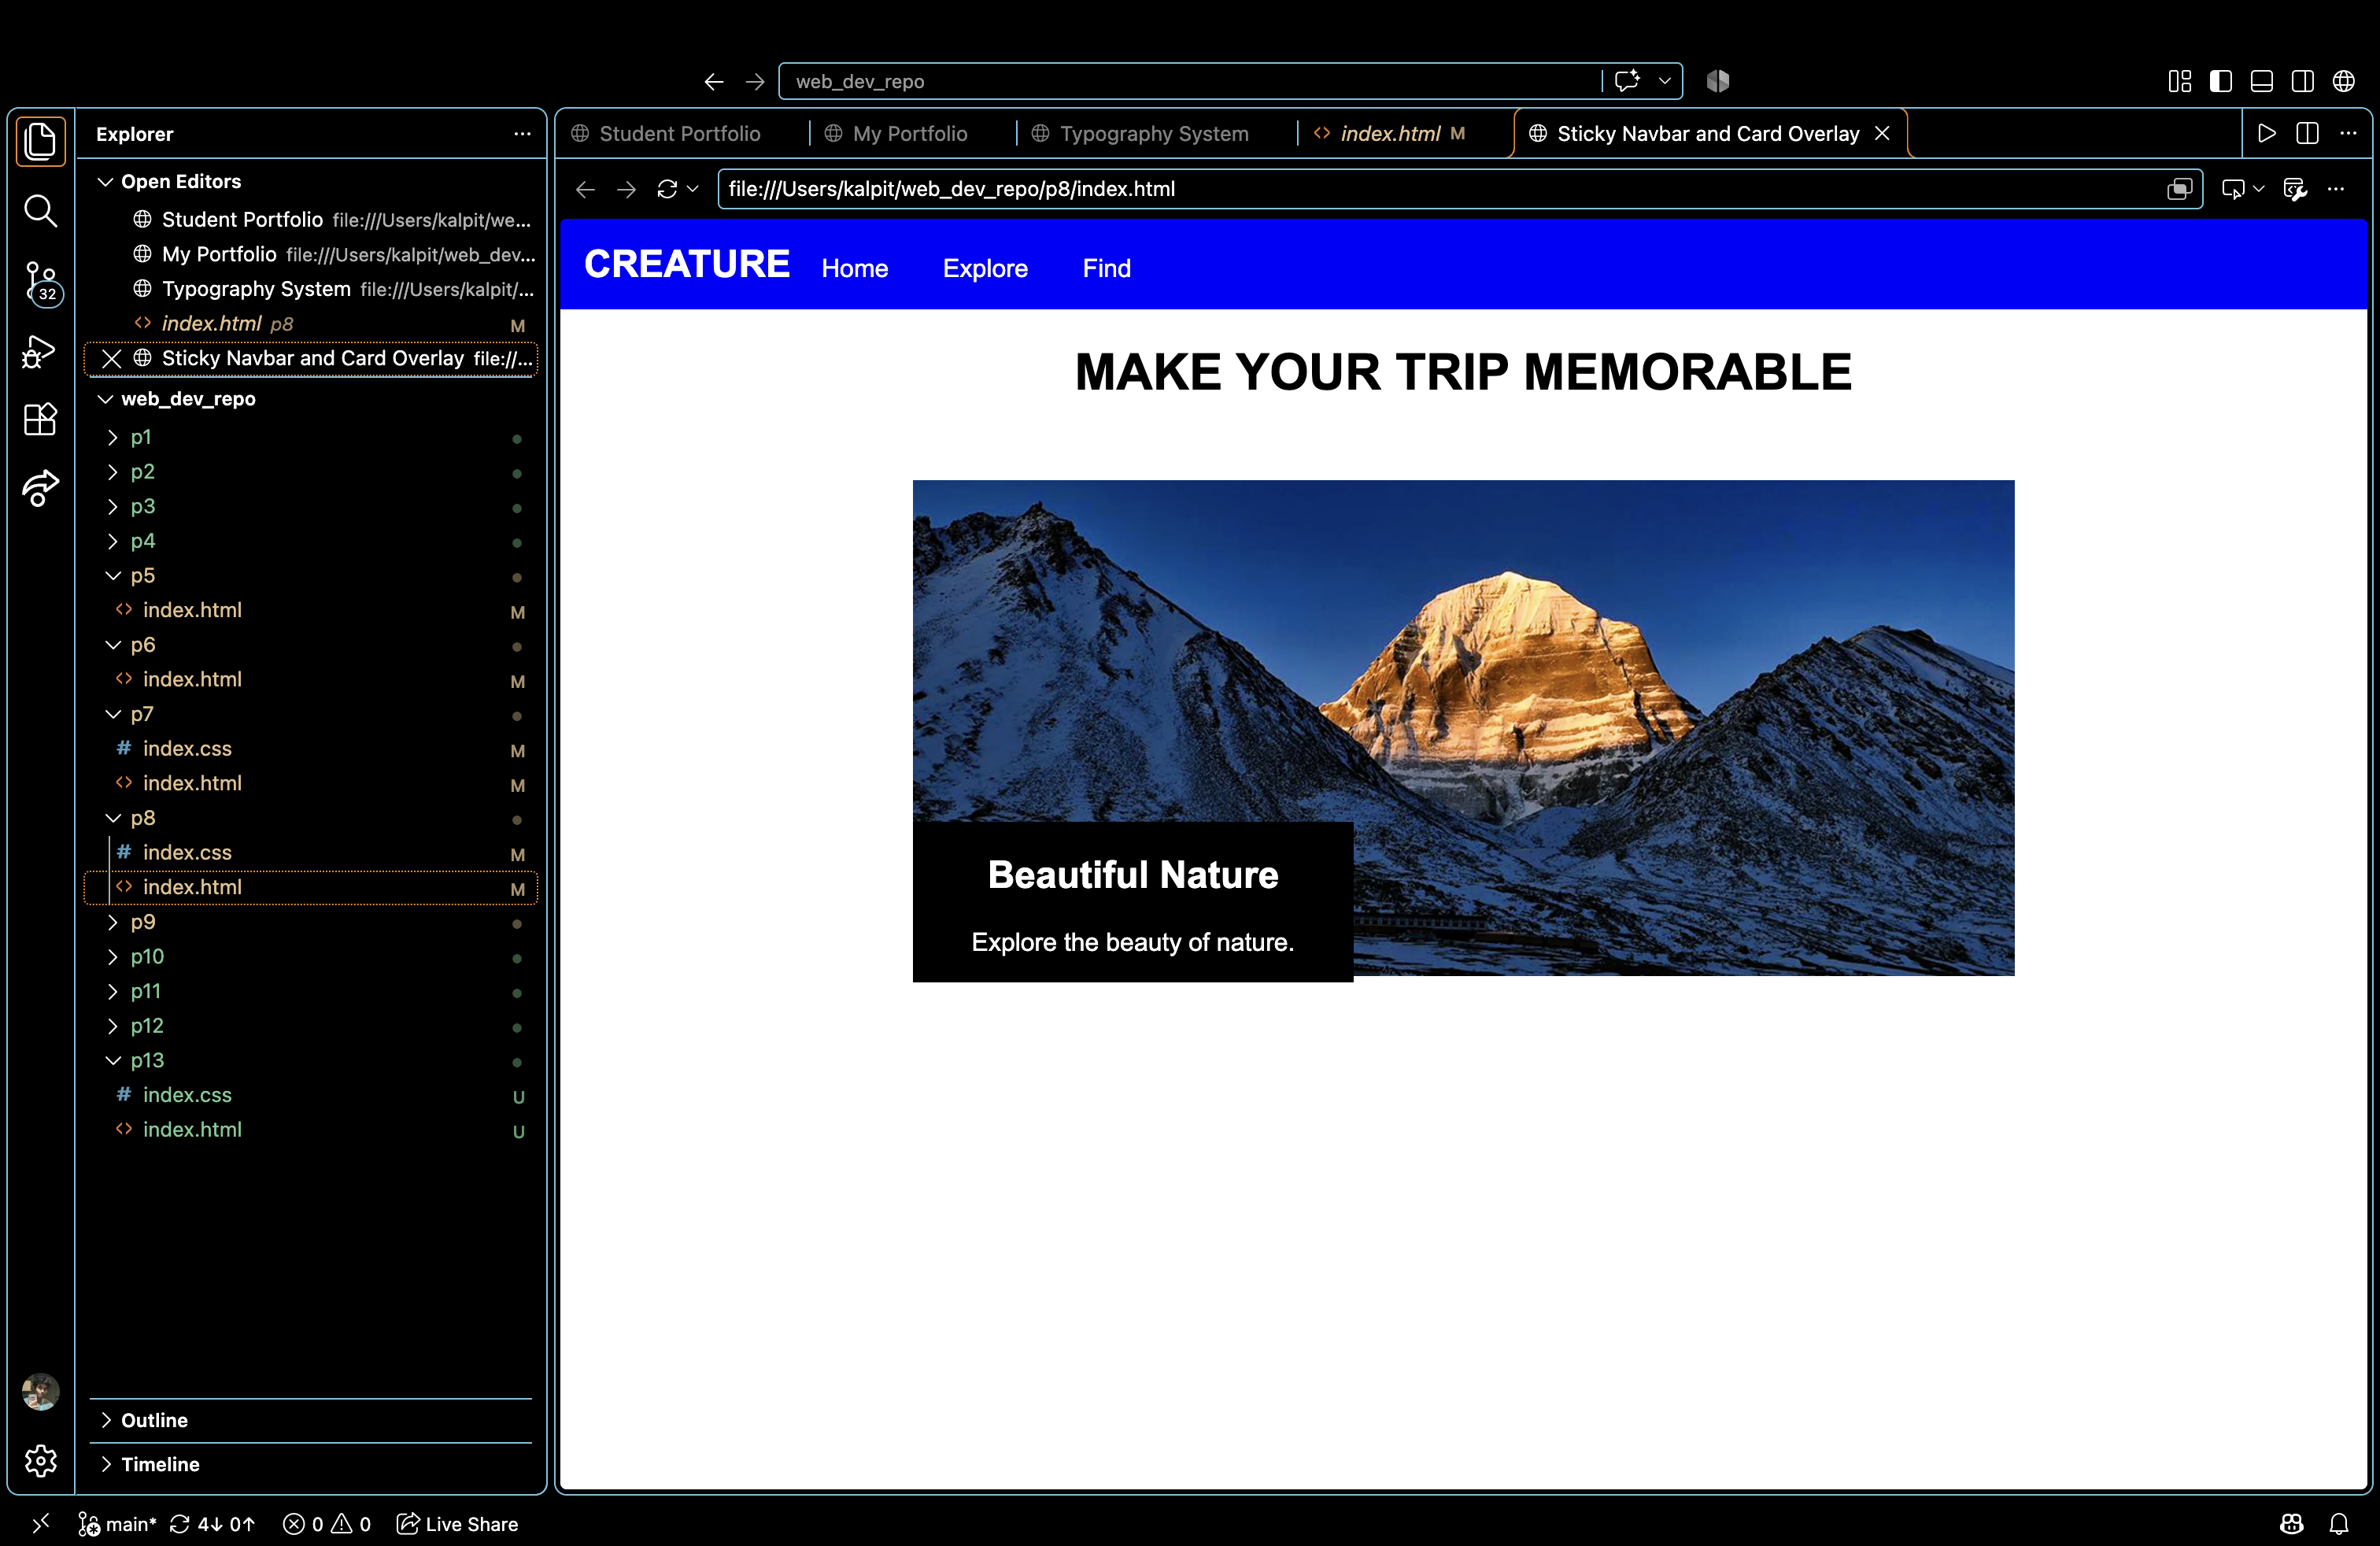 web_dev_repo
Explorer
Student Portfolio
My Portfolio
Typography System
index.html M
Sticky Navbar and Card Overlay
Open Editors
Student Portfolio file:///Users/kalpit/we...
My Portfolio file:///Users/kalpit/web_dev...
Typography System file:///Users/kalpit/...
index.html p8 M
Sticky Navbar and Card Overlay file://...
web_dev_repo
p1
p2
p3
p4
p5
index.html M
p6
index.html M
p7
index.css M
index.html M
p8
index.css M
index.html M
p9
p10
p11
p12
p13
index.css U
index.html U
Outline
Timeline
32
file:///Users/kalpit/web_dev_repo/p8/index.html
CREATURE Home Explore Find
MAKE YOUR TRIP MEMORABLE
Beautiful Nature
Explore the beauty of nature.
main* 4↓ 0↑ 0 0 Live Share